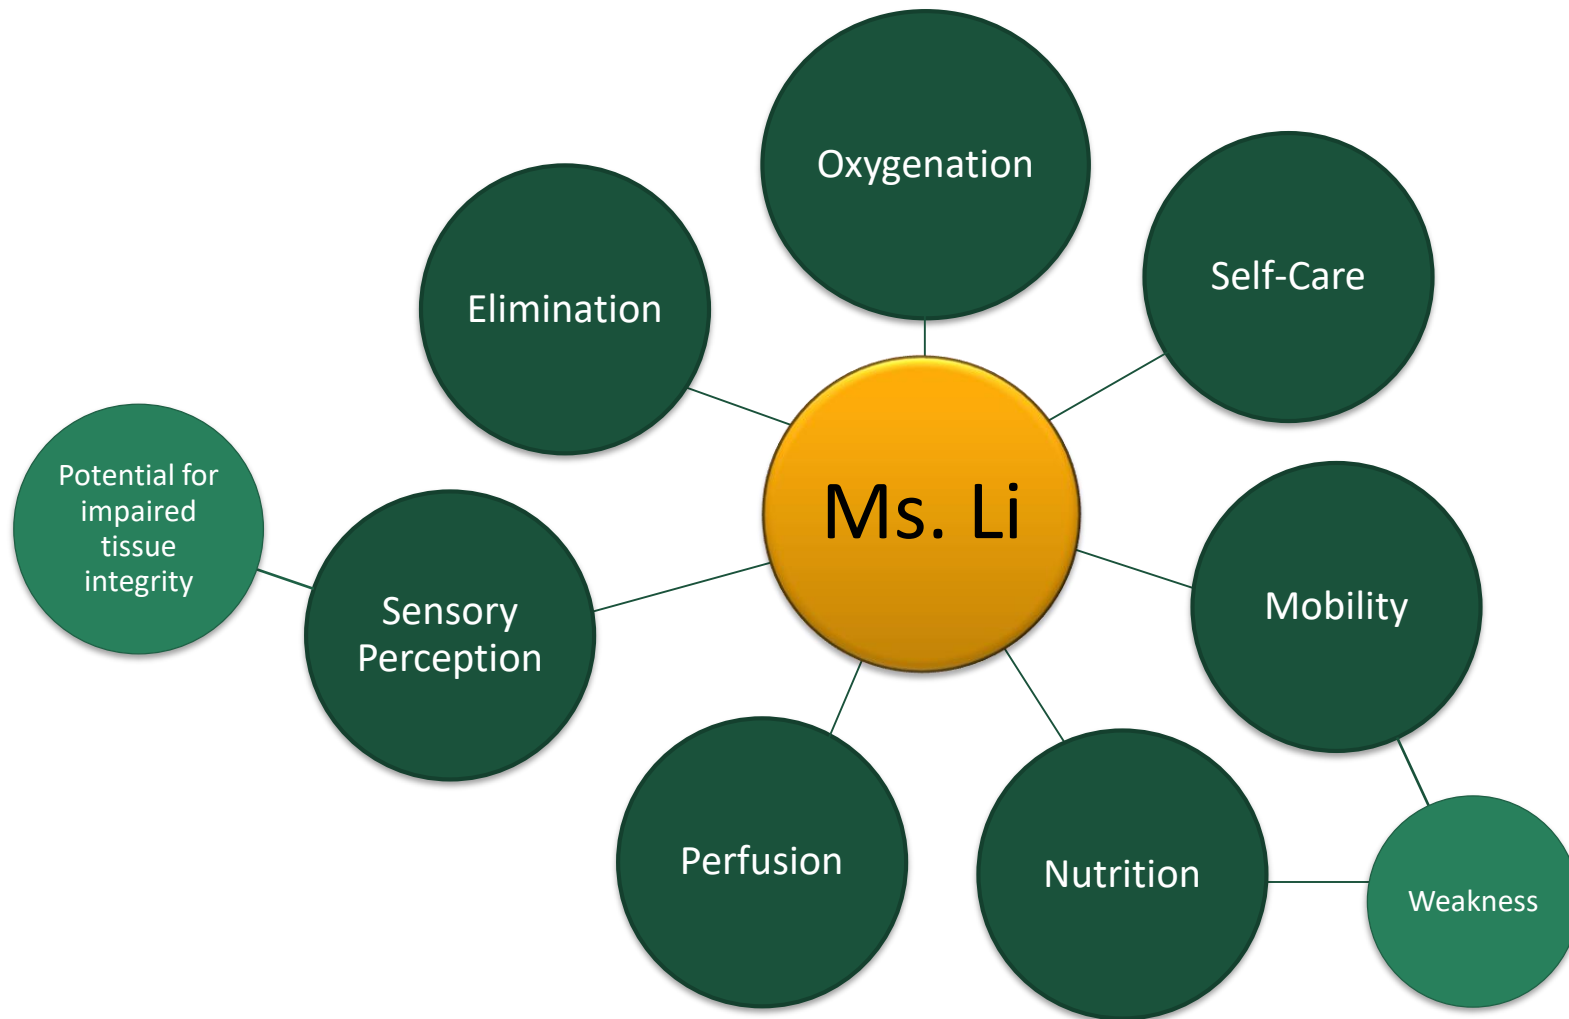 Oxygenation
Self-Care
Elimination
Ms. Li
Potential for
impaired
tissue
integrity
Sensory
Perception
Mobility
Perfusion
Nutrition
Weakness